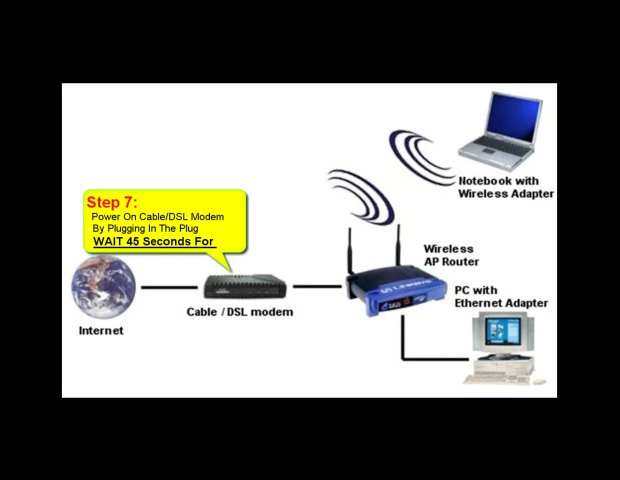 Step 7:
Power On Cable/DSL Modem
By Plugging In The Plug
WAIT 45 Seconds For
Notebook with
Wireless Adapter
Wireless
AP Router
Linksys
PC with
Ethernet Adapter
Cable / DSL modem
Internet